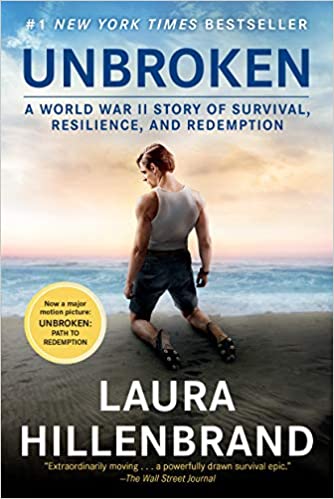 #1 NEW YORK TIMES BESTSELLER
UNBROKEN
A WORLD WAR II STORY OF SURVIVAL,
RESILIENCE, AND REDEMPTION
Now a major
motion picture:
UNBROKEN:
PATH TO
REDEMPTION
LAURA
HILLENBRAND
"Extraordinarily moving . . . a powerfully drawn survival epic."
—The Wall Street Journal